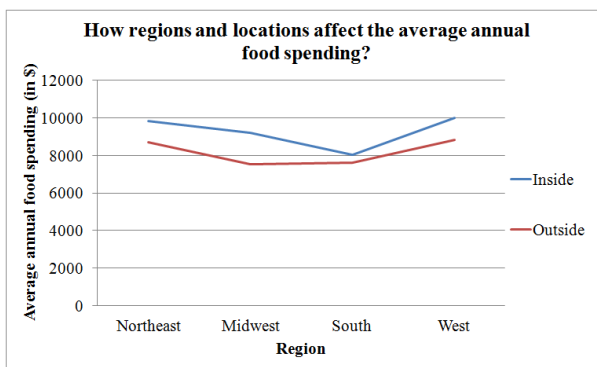 How regions and locations affect the average annual
food spending?
Average annual food spending (in $)
12000
10000
8000
6000
4000
2000
0
Northeast Midwest South West
Region
Inside
Outside